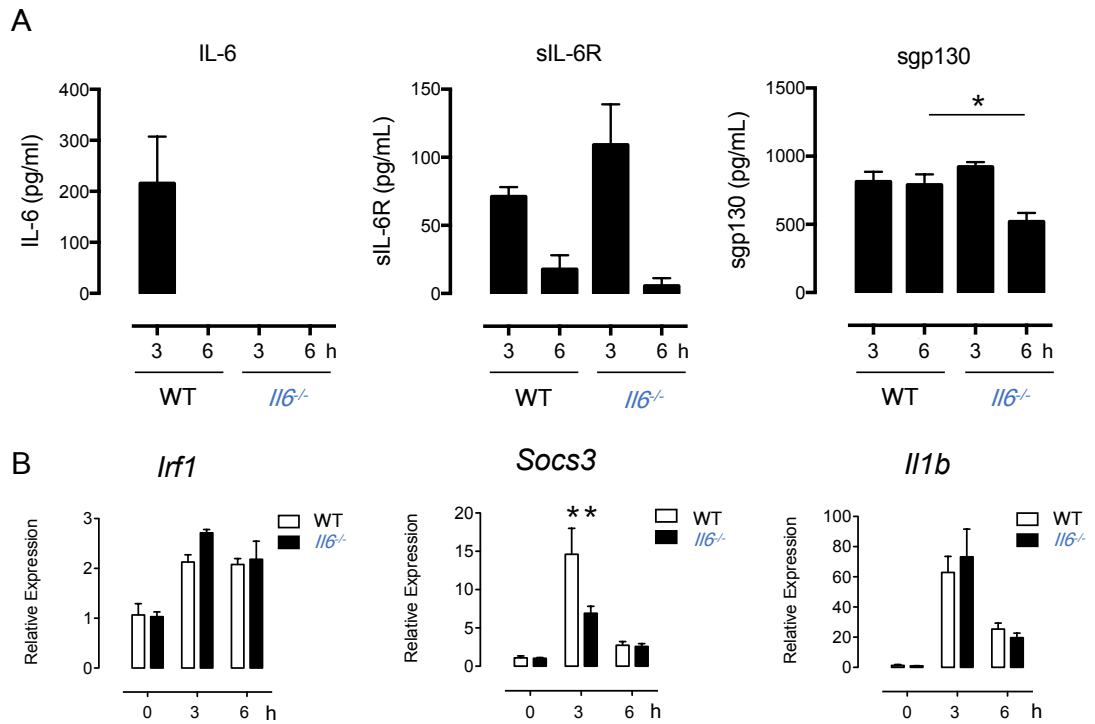 A
IL-6
IL-6 (pg/ml)
400
300
200
100
0
3 6 3 6 h
WT Il6-/-
sIL-6R
sIL-6R (pg/mL)
150
100
50
0
3 6 3 6 h
WT Il6-/-
sgp130
sgp130 (pg/mL)
1500
1000
500
0
*
3 6 3 6 h
WT Il6-/-
B
Irf1
Relative Expression
3
2
1
0
WT
Il6-/-
0 3 6 h
Socs3
Relative Expression
20
15
10
5
0
**
WT
Il6-/-
0 3 6 h
Il1b
Relative Expression
100
80
60
40
20
0
WT
Il6-/-
0 3 6 h